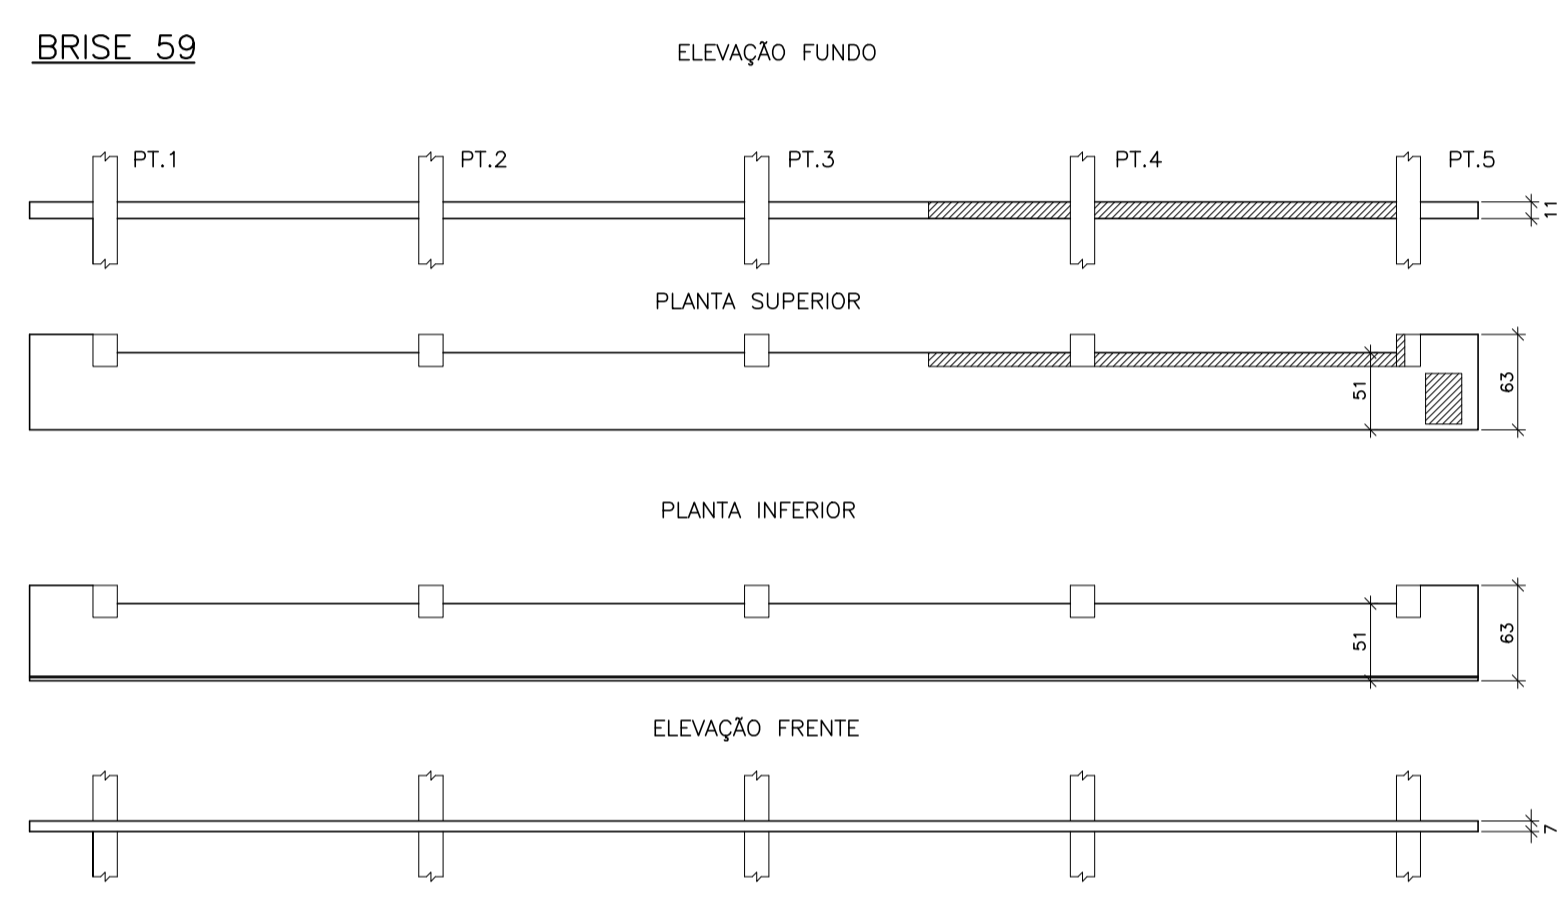 BRISE 59
ELEVAÇÃO FUNDO
PT.1
PT.2
PT.3
PT.4
PT.5
11
PLANTA SUPERIOR
51
63
PLANTA INFERIOR
51
63
ELEVAÇÃO FRENTE
7